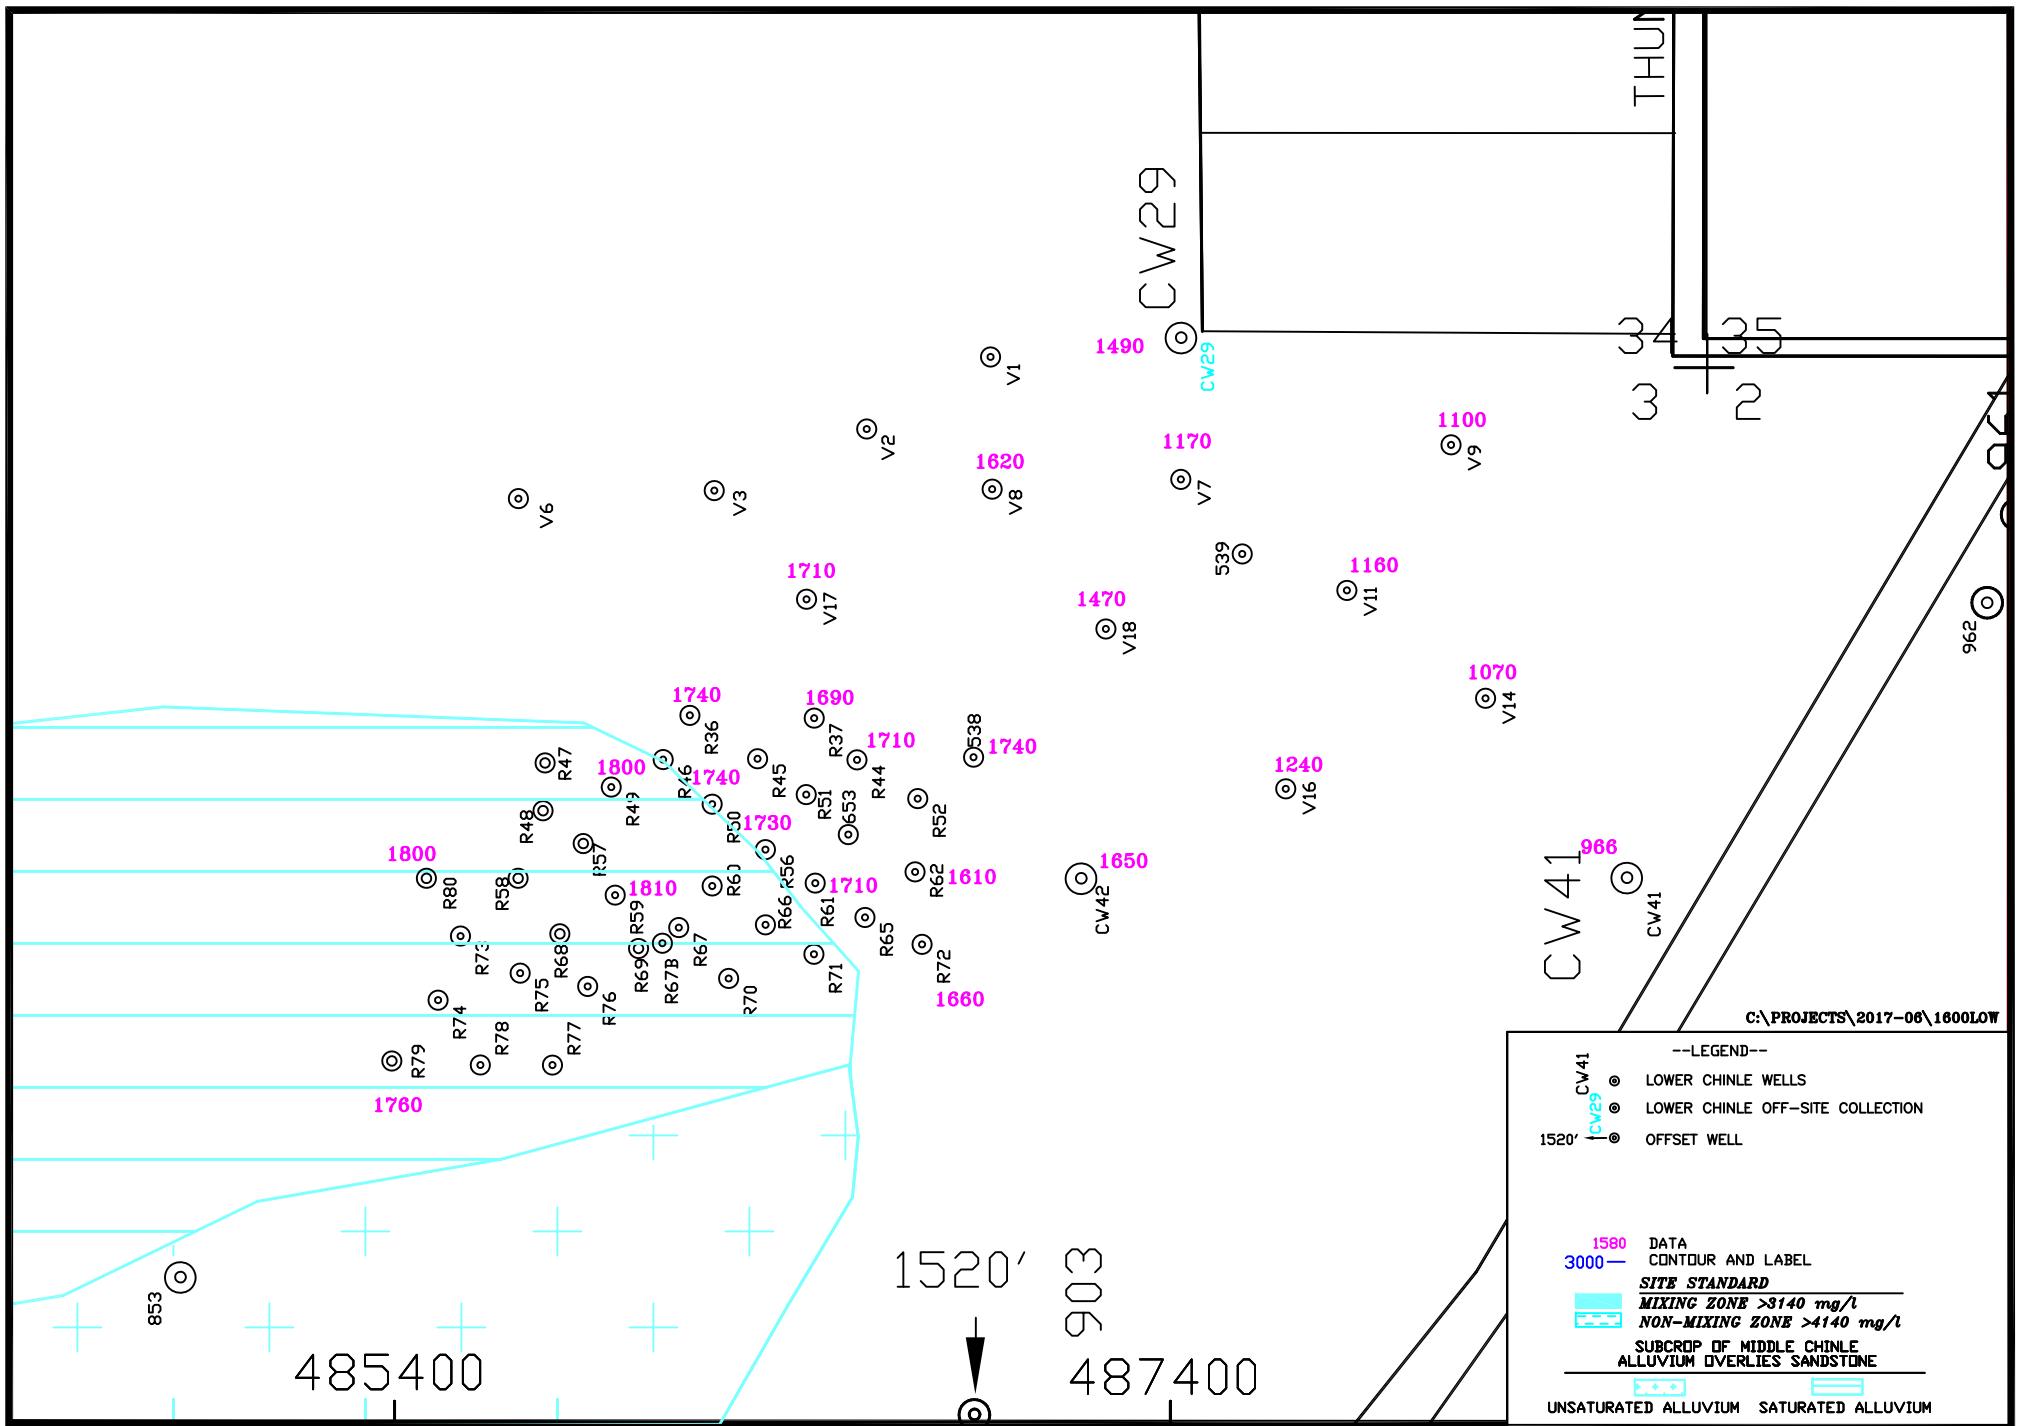 THUN
CW29
34 35
3 2
1490
CW29
V1
951
V2
1100
V9
1170
V7
1620
V8
V3
V6
539
1710
V17
1160
V11
1470
V18
962
1070
V14
1740
R36
1690
R37
538
1740
1710
R44
R47
1800
R49
R46
1740
R50
R45
R51
653
R52
1240
V16
R48
1730
R56
R57
1800
R80
R58
1810
R59
R60
1710
R61
R62
1610
1650
CW42
966
CW41
CW41
R66
R65
R73
R68
R69
R67B
R67
R71
R72
1660
R75
R76
R70
R74
R78
R77
R79
1760
853
1520'
903
485400
487400
C:\PROJECTS\2017-06\1600LOW
--LEGEND--
CW41 LOWER CHINLE WELLS
CW29 LOWER CHINLE OFF-SITE COLLECTION
1520' OFFSET WELL
1580 DATA
3000 CONTOUR AND LABEL
SITE STANDARD
MIXING ZONE >3140 mg/l
NON-MIXING ZONE >4140 mg/l
SUBCROP OF MIDDLE CHINLE
ALLUVIUM OVERLIES SANDSTONE
UNSATURATED ALLUVIUM SATURATED ALLUVIUM